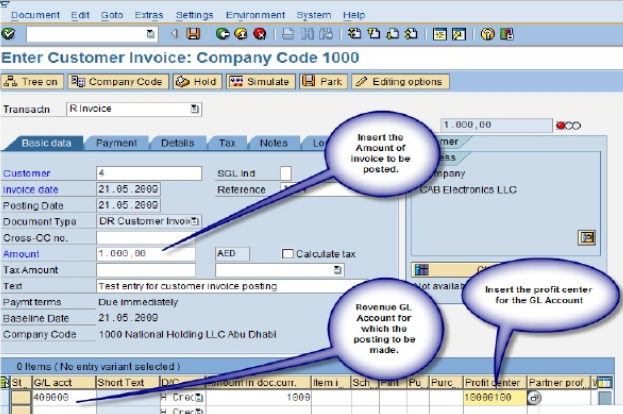 Document Edit Goto Extras Settings Environment System Help
Enter Customer Invoice: Company Code 1000
Tree on Company Code Hold Simulate Park Editing options
Transactn R Invoice
1.000,00
Basic data Payment Details Tax Notes
Insert the
Amount of
invoice to be
posted.
Customer 4 SGL Ind
Invoice date 21.05.2009 Reference
CAB Electronics LLC
Posting Date 21.05.2009
Document Type DR Customer Invoi
Cross-CC no.
Amount 1.000,00 AED Calculate tax
Tax Amount
Text Test entry for customer invoice posting
Paymt terms Due immediately
Baseline Date 21.05.2009
Company Code 1000 National Holding LLC Abu Dhabi
Not availab
Insert the profit center
for the GL Account
Revenue GL
Account for
which the
posting to be
made.
0 Items ( No entry variant selected )
St. G/L acct Short Text D/C Amount in doc.curr. Item i Sch Plnt Pu Purc Profit center Partner prof
400000 H Cred 1000 10000100
H Cred